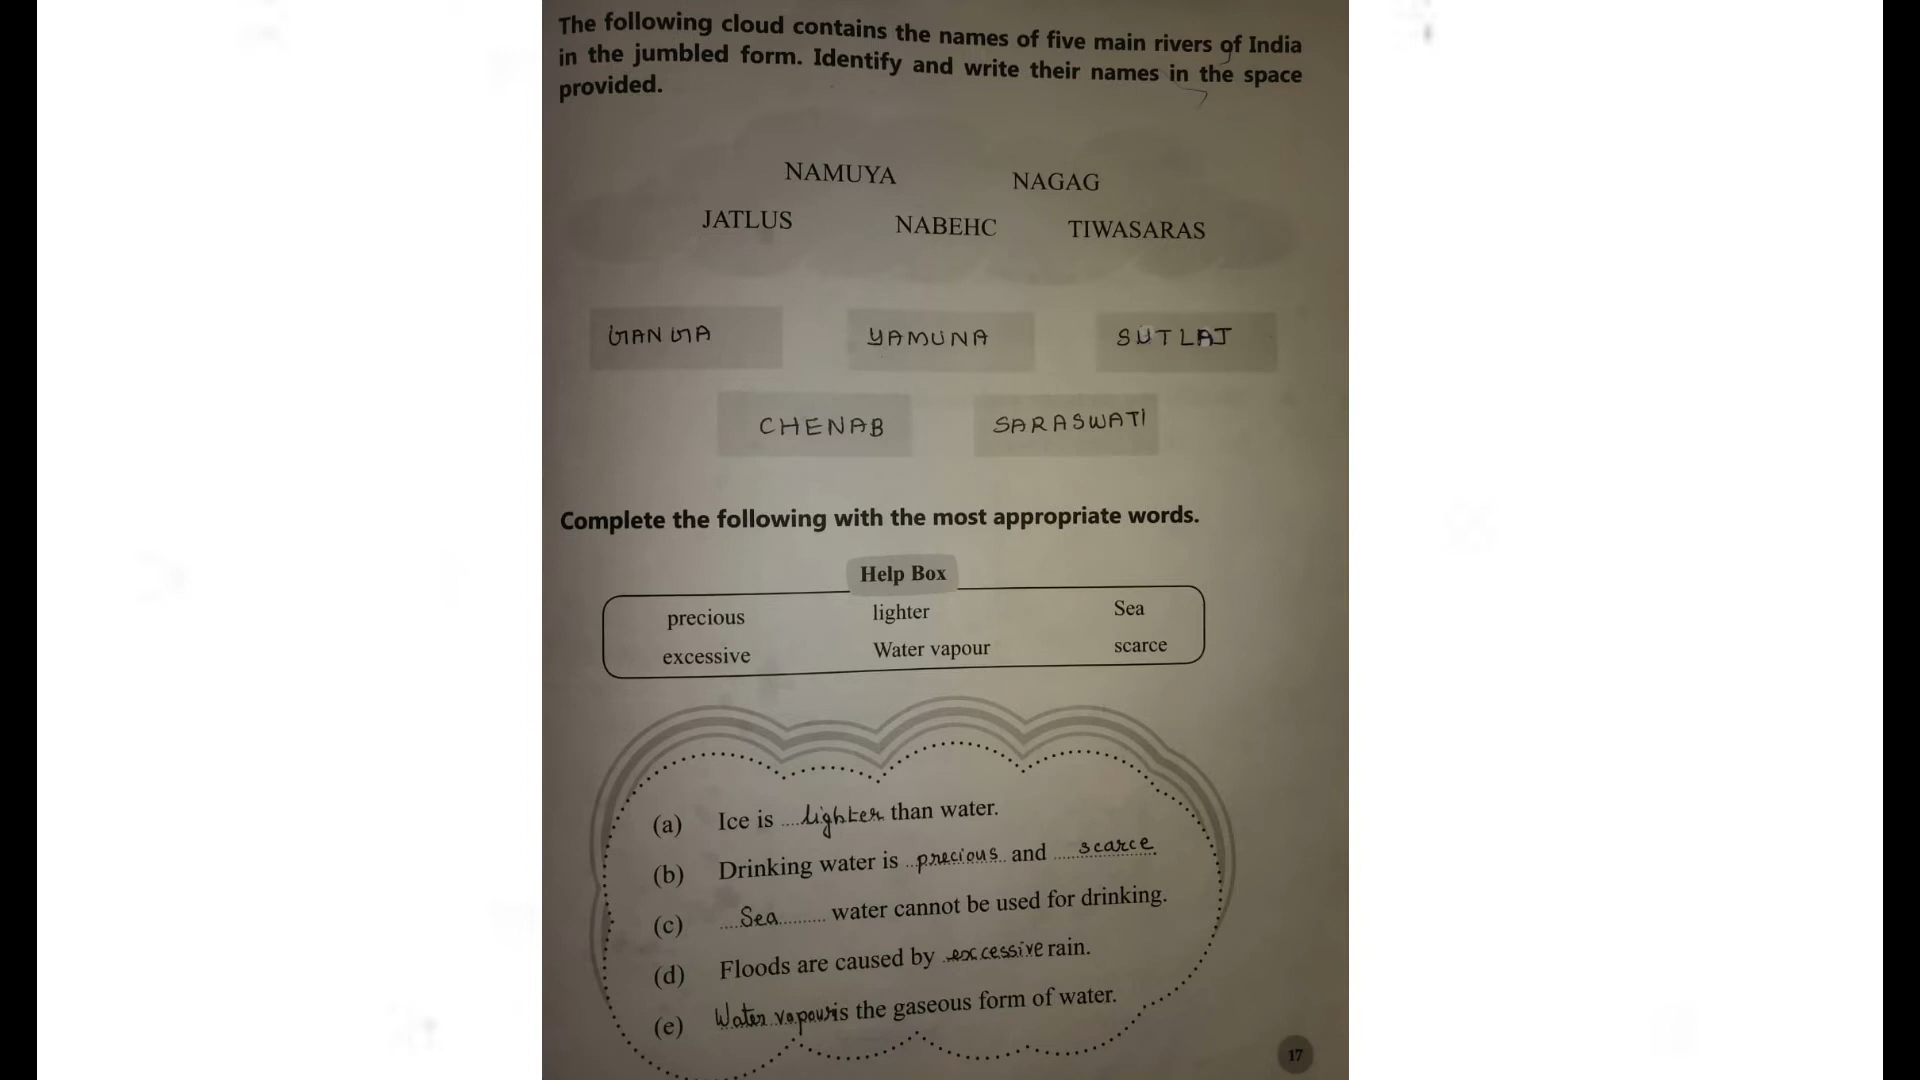 The following cloud contains the names of five main rivers of India
in the jumbled form. Identify and write their names in the space
provided.
NAMUYA NAGAG
JATLUS NABEHC TIWASARAS
GANGA YAMUNA SUTLAJ
CHENAB SARASWATI
Complete the following with the most appropriate words.
Help Box
precious lighter Sea
excessive Water vapour scarce
(a) Ice is ....lighter than water.
(b) Drinking water is ..precious.. and ......scarce.
(c) ....Sea.......... water cannot be used for drinking.
(d) Floods are caused by .excessive rain.
(e) Water vapour is the gaseous form of water.
17